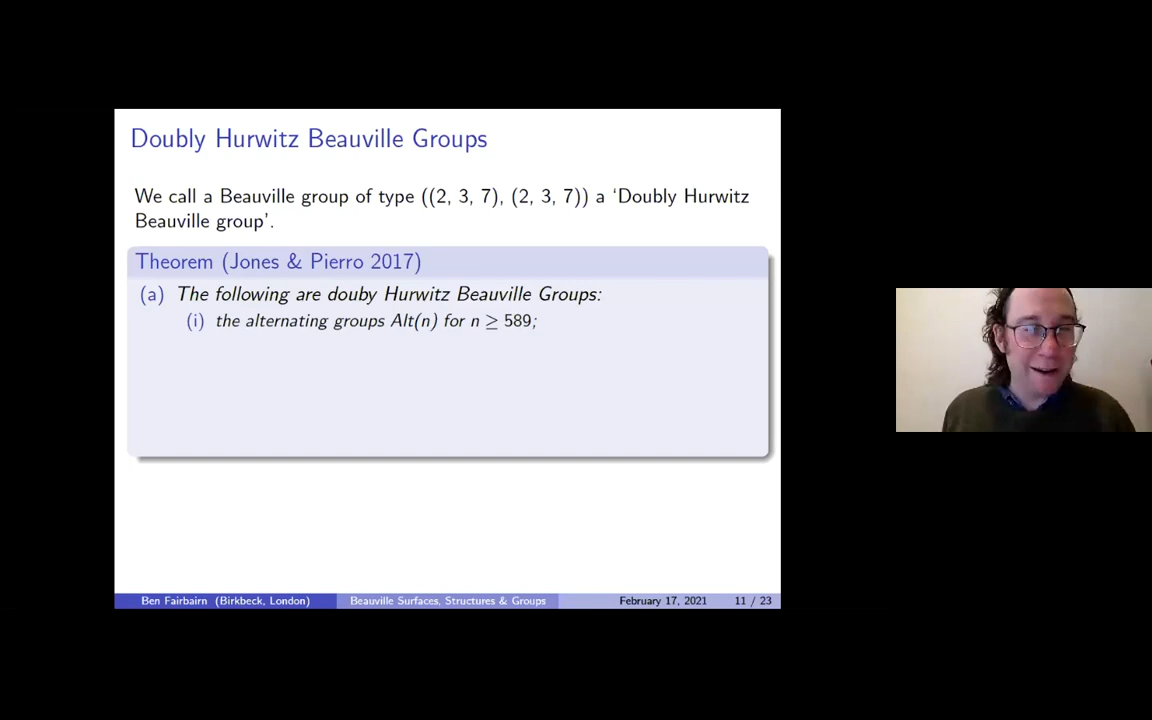 Doubly Hurwitz Beauville Groups
We call a Beauville group of type ((2, 3, 7), (2, 3, 7)) a ‘Doubly Hurwitz
Beauville group’.
Theorem (Jones & Pierro 2017)
(a) The following are douby Hurwitz Beauville Groups:
(i) the alternating groups Alt(n) for n ≥ 589;
Ben Fairbairn (Birkbeck, London) Beauville Surfaces, Structures & Groups February 17, 2021 11 / 23